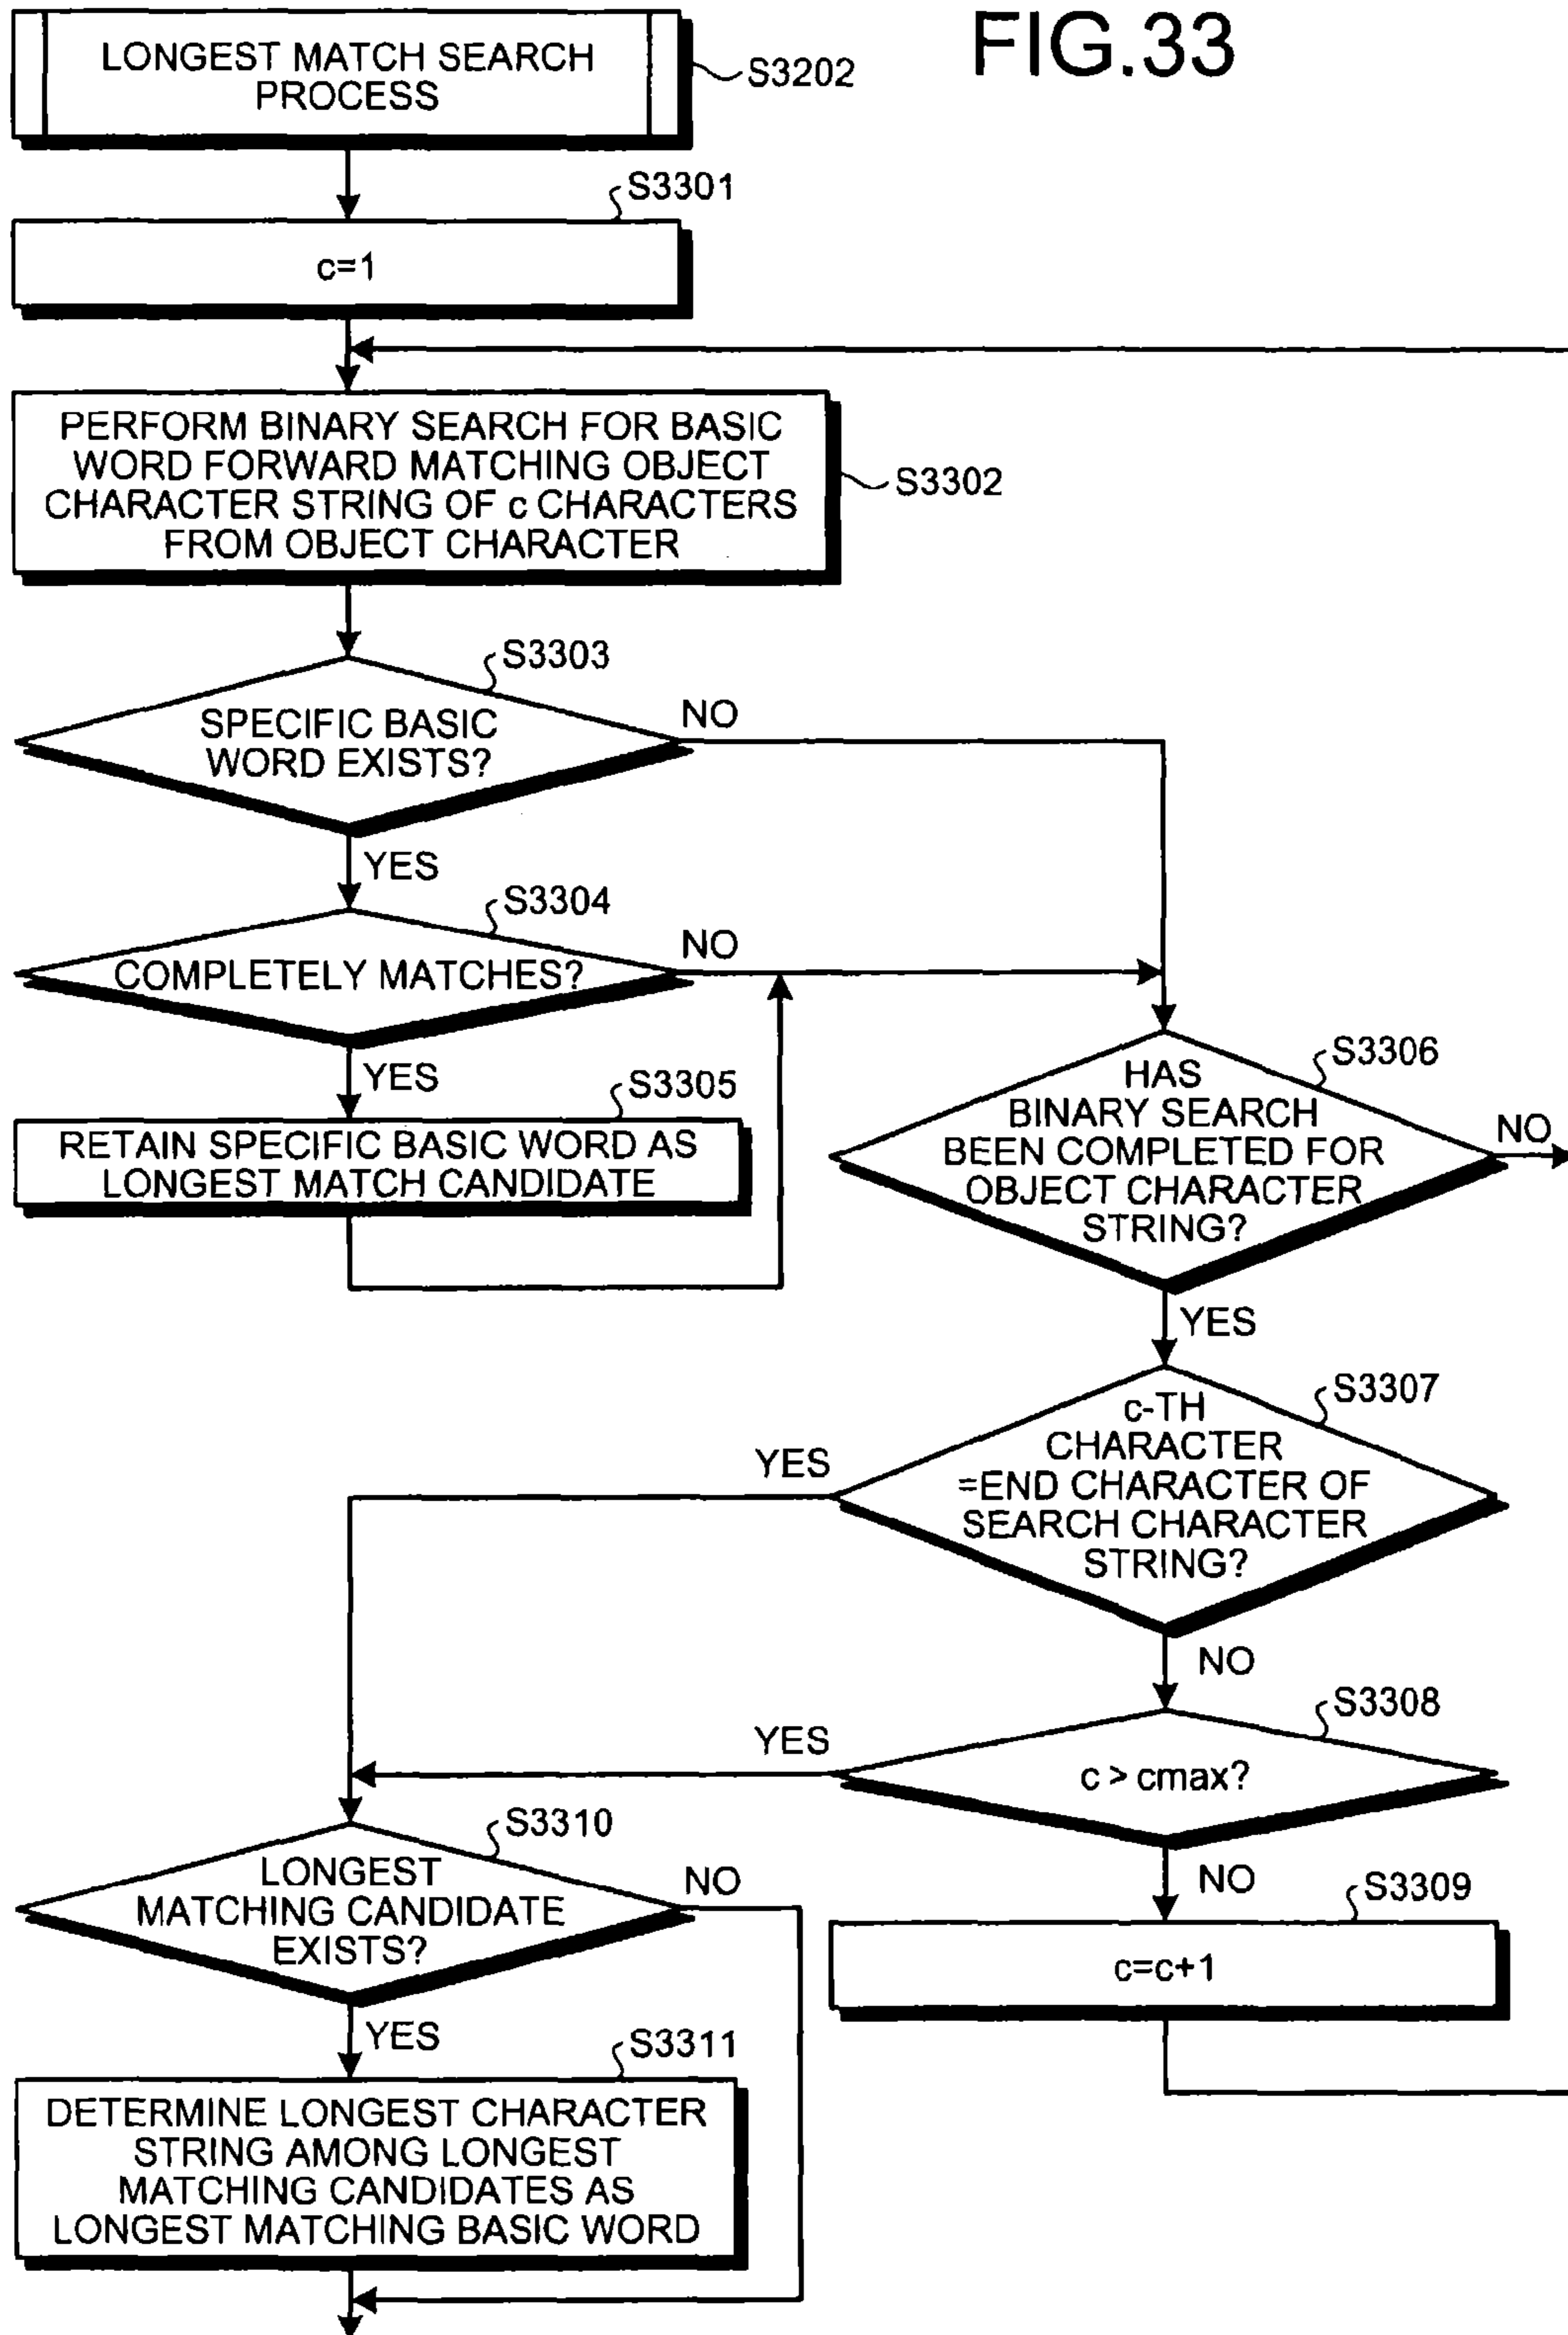 FIG.33
LONGEST MATCH SEARCH
PROCESS
S3202
S3301
c=1
PERFORM BINARY SEARCH FOR BASIC
WORD FORWARD MATCHING OBJECT
CHARACTER STRING OF c CHARACTERS
FROM OBJECT CHARACTER
S3302
S3303
SPECIFIC BASIC
WORD EXISTS?
NO
YES
S3304
COMPLETELY MATCHES?
NO
YES
S3305
RETAIN SPECIFIC BASIC WORD AS
LONGEST MATCH CANDIDATE
S3306
HAS
BINARY SEARCH
BEEN COMPLETED FOR
OBJECT CHARACTER
STRING?
NO
YES
S3307
c-TH
CHARACTER
=END CHARACTER OF
SEARCH CHARACTER
STRING?
YES
NO
S3308
c > cmax?
YES
NO
S3309
c=c+1
S3310
LONGEST
MATCHING CANDIDATE
EXISTS?
NO
YES
S3311
DETERMINE LONGEST CHARACTER
STRING AMONG LONGEST
MATCHING CANDIDATES AS
LONGEST MATCHING BASIC WORD